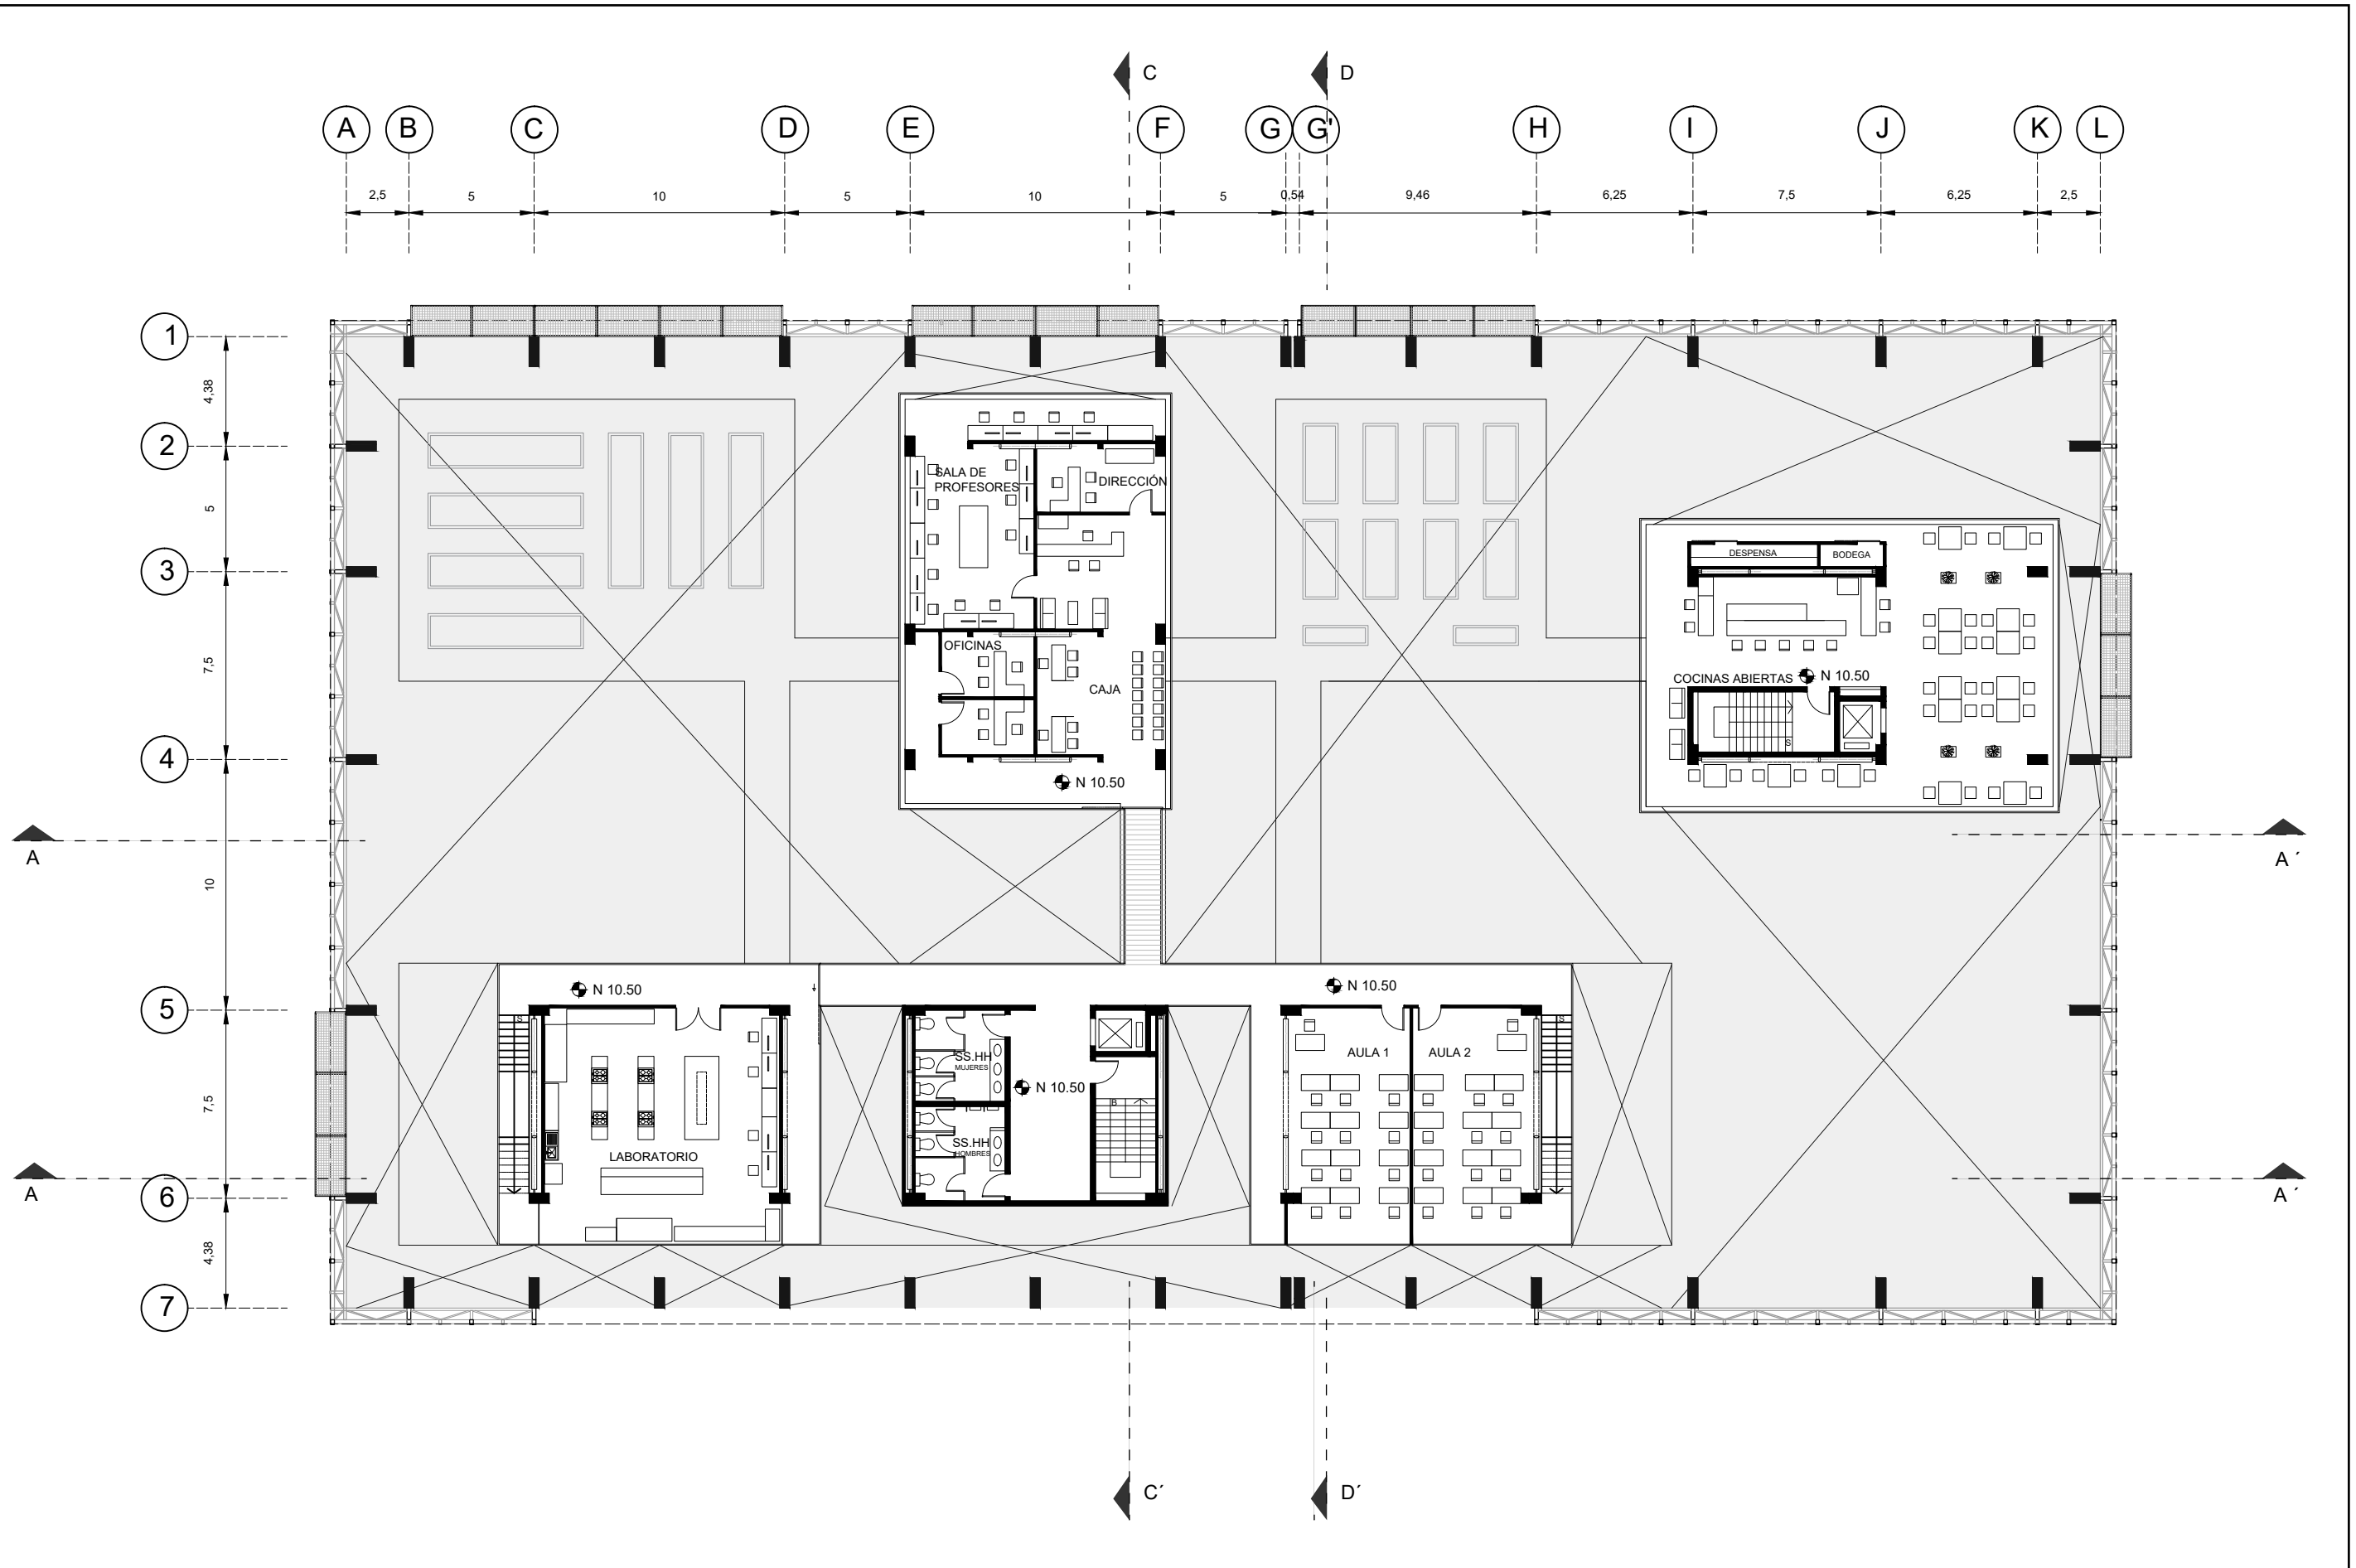 C D
A B C D E F G G' H I J K L
2,5 5 10 5 10 5 0,54 9,46 6,25 7,5 6,25 2,5
1
4,38
2
5
3
7,5
4
10
5
7,5
6
4,38
7
SALA DE
PROFESORES
DIRECCIÓN
OFICINAS
CAJA
N 10.50
DESPENSA
BODEGA
COCINAS ABIERTAS
N 10.50
S
A
A ´
N 10.50
S
LABORATORIO
SS.HH
MUJERES
SS.HH
HOMBRES
N 10.50
B
N 10.50
AULA 1
AULA 2
S
A
A ´
C´
D´